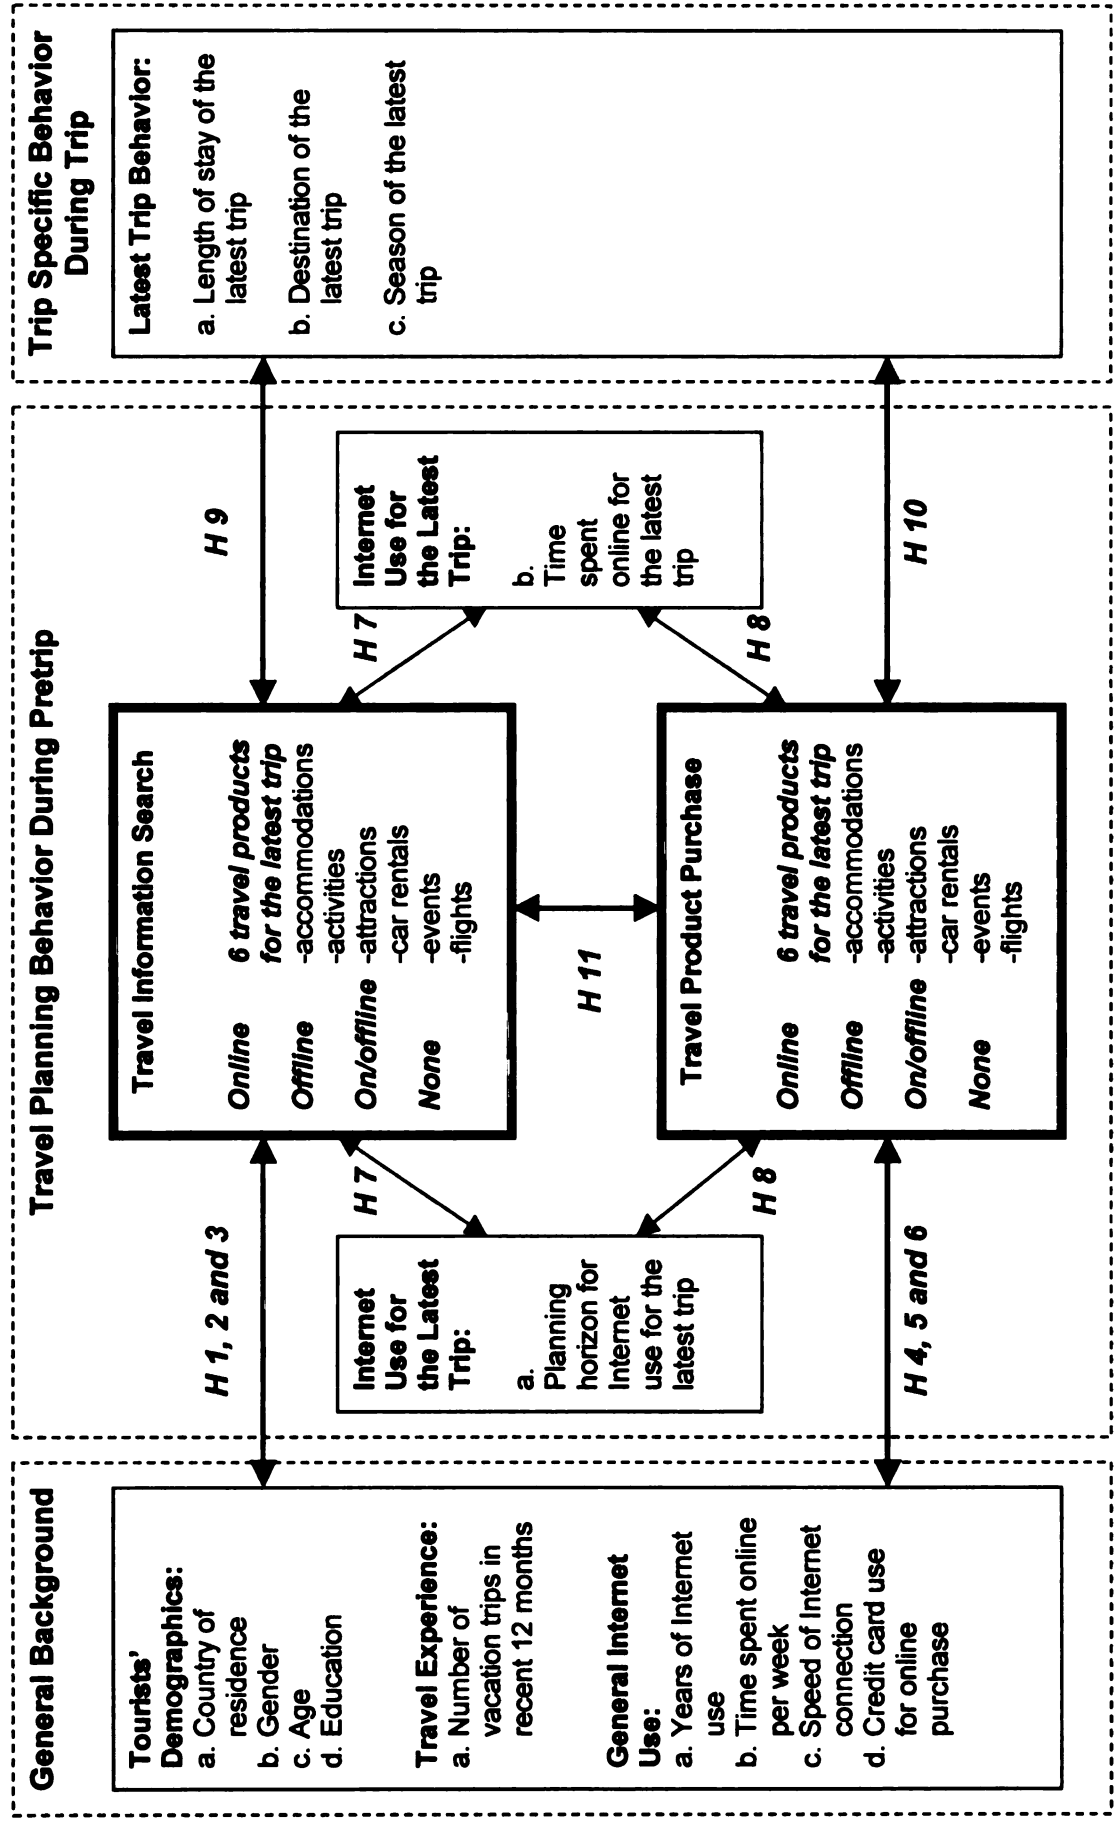 General Background
Tourists'
Demographics:
a. Country of
residence
b. Gender
c. Age
d. Education
Travel Experience:
a. Number of
vacation trips in
recent 12 months
General Internet
Use:
a. Years of Internet
use
b. Time spent online
per week
c. Speed of Internet
connection
d. Credit card use
for online
purchase
Travel Planning Behavior During Pretrip
H 1, 2 and 3
H 4, 5 and 6
Internet
Use for
the Latest
Trip:
a.
Planning
horizon for
Internet
use for the
latest trip
H 7
H 8
Travel Information Search
Online
Offline
On/offline
None
6 travel products
for the latest trip
-accommodations
-activities
-attractions
-car rentals
-events
-flights
H 11
Travel Product Purchase
Online
Offline
On/offline
None
6 travel products
for the latest trip
-accommodations
-activities
-attractions
-car rentals
-events
-flights
H 7
H 8
Internet
Use for
the Latest
Trip:
b.
Time
spent
online for
the latest
trip
H 9
H 10
Trip Specific Behavior
During Trip
Latest Trip Behavior:
a. Length of stay of the
latest trip
b. Destination of the
latest trip
c. Season of the latest
trip